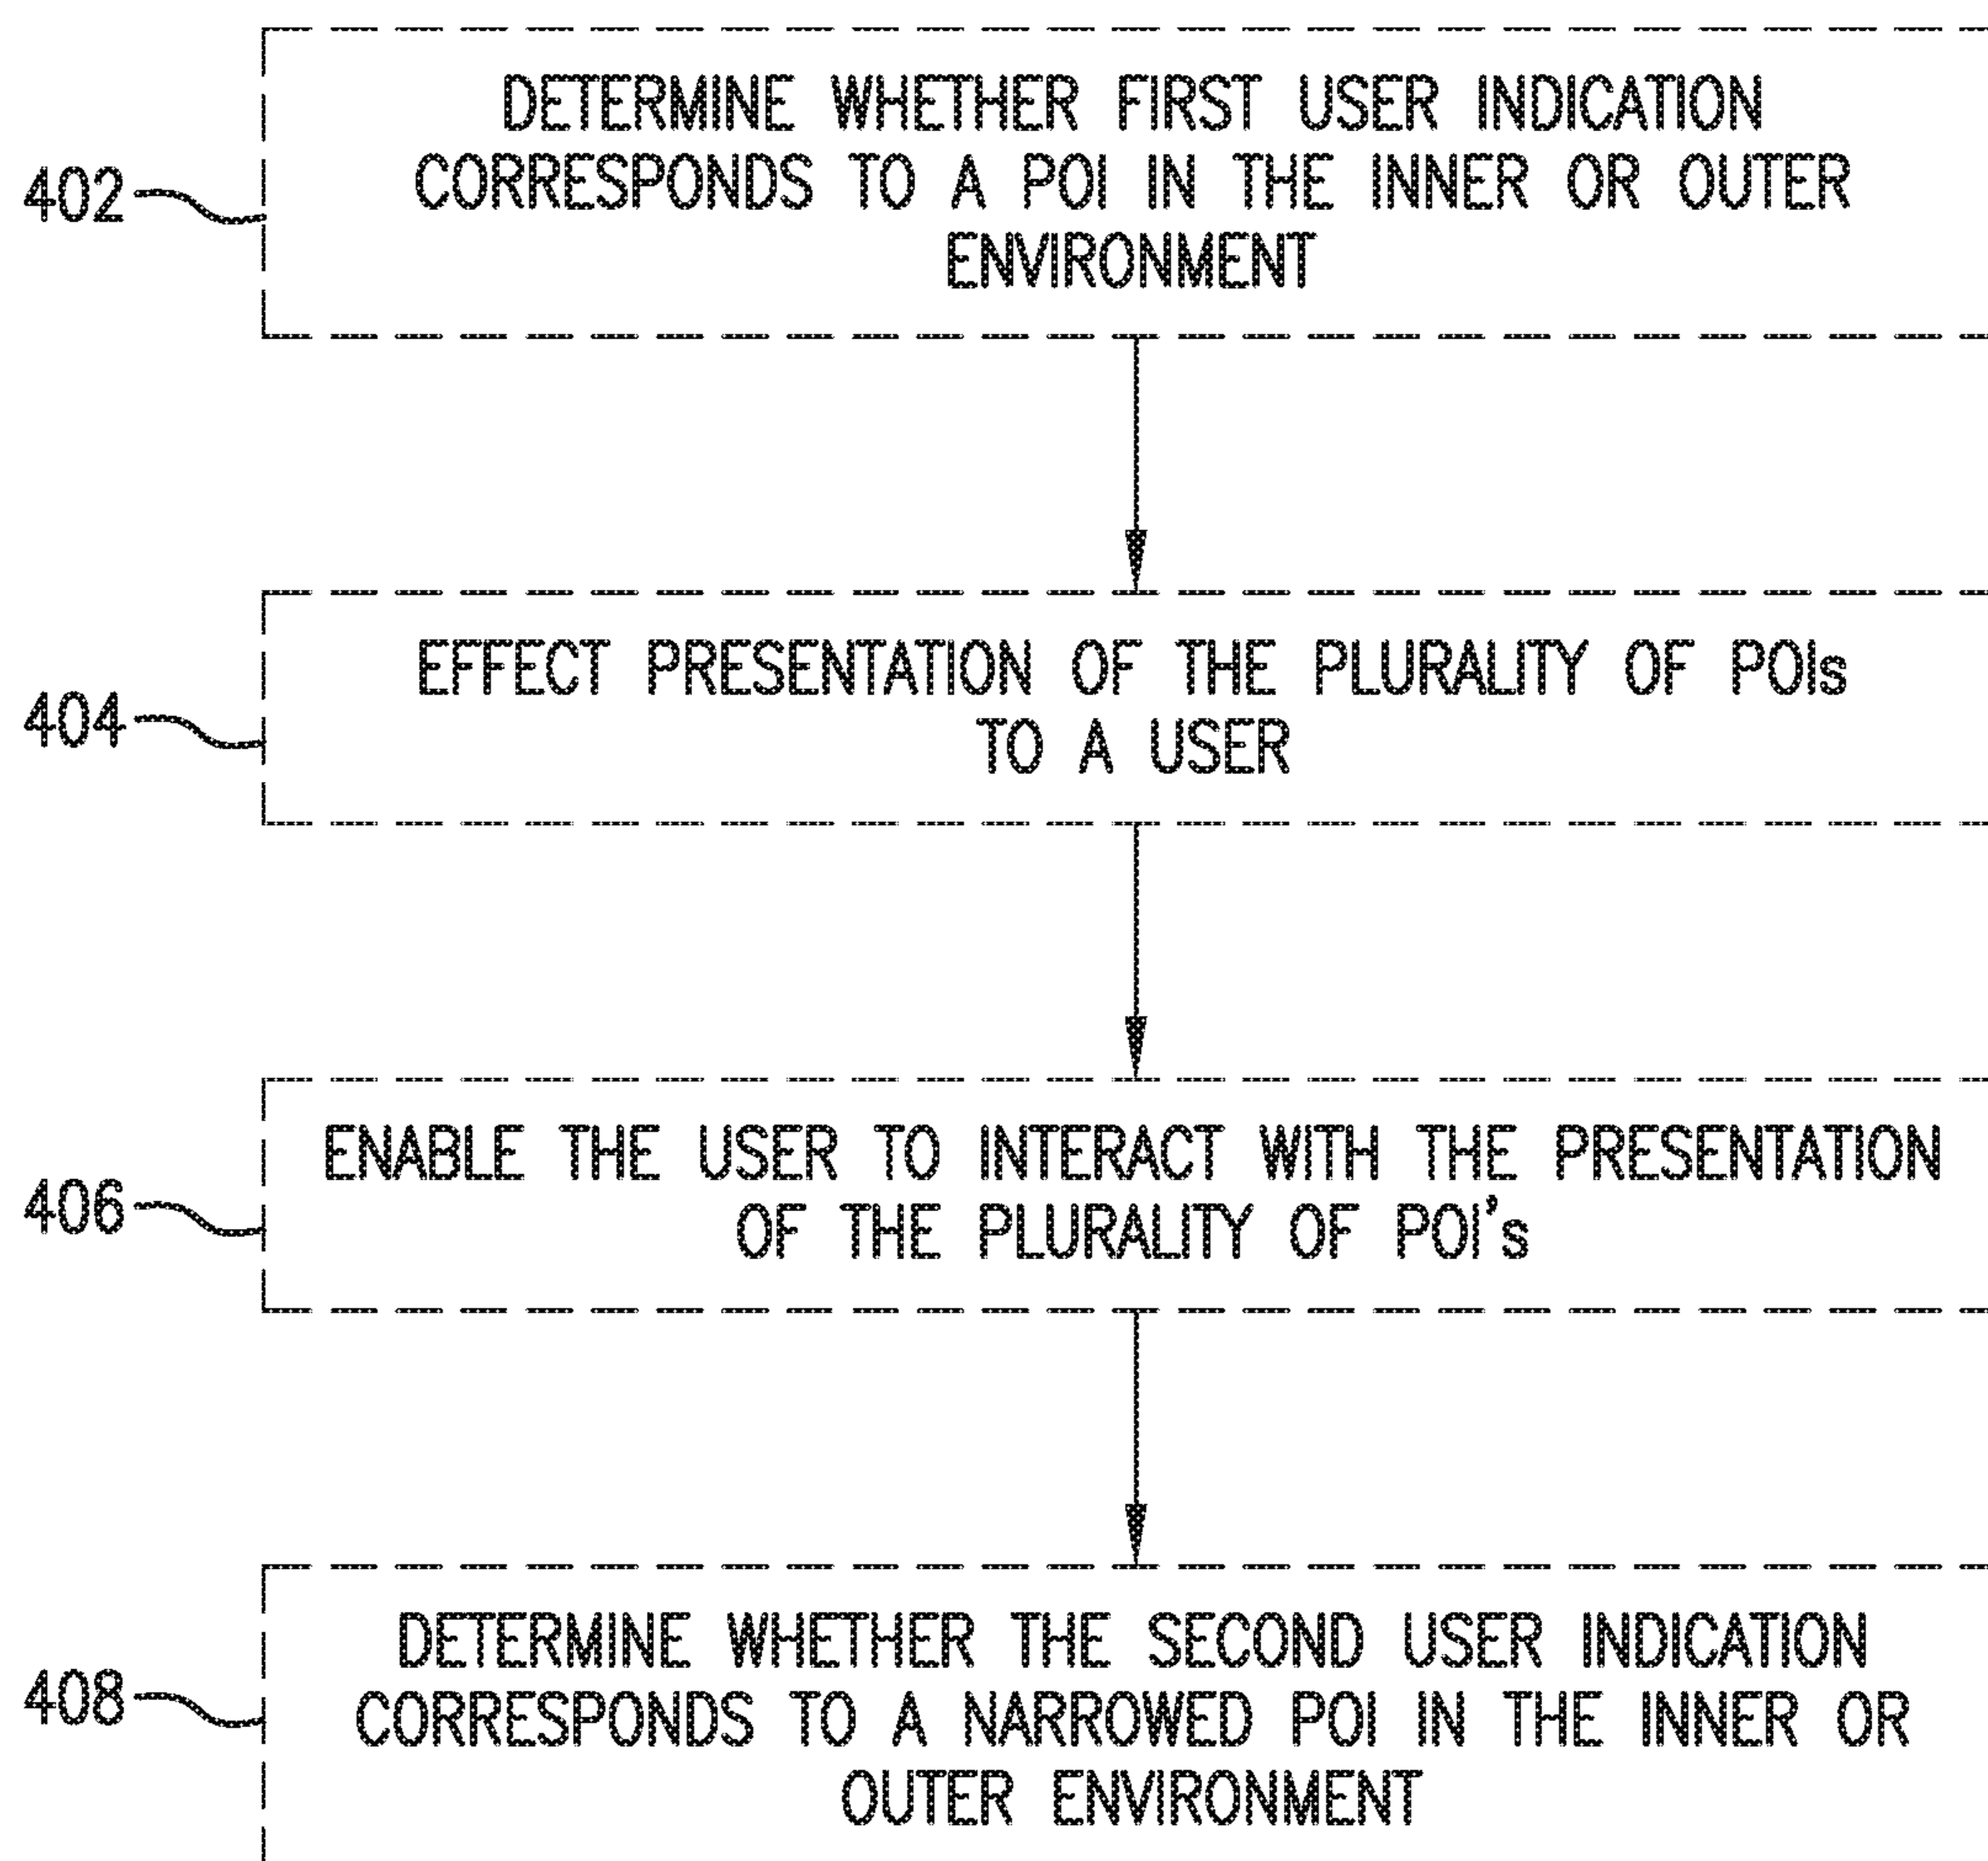 402
DETERMINE WHETHER FIRST USER INDICATION
CORRESPONDS TO A POI IN THE INNER OR OUTER
ENVIRONMENT
404
EFFECT PRESENTATION OF THE PLURALITY OF POIs
TO A USER
406
ENABLE THE USER TO INTERACT WITH THE PRESENTATION
OF THE PLURALITY OF POI's
408
DETERMINE WHETHER THE SECOND USER INDICATION
CORRESPONDS TO A NARROWED POI IN THE INNER OR
OUTER ENVIRONMENT